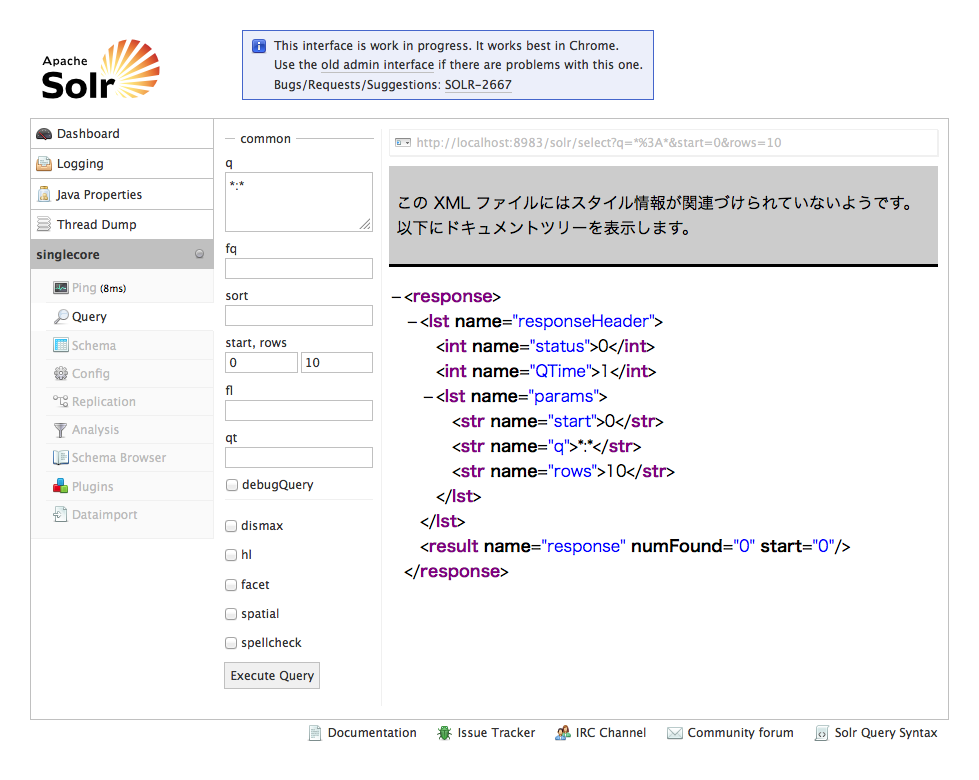 Apache
Solr
This interface is work in progress. It works best in Chrome.
Use the old admin interface if there are problems with this one.
Bugs/Requests/Suggestions: SOLR-2667
Dashboard
Logging
Java Properties
Thread Dump
singlecore
Ping (8ms)
Query
Schema
Config
Replication
Analysis
Schema Browser
Plugins
Dataimport
common
q
*:*
fq
sort
start, rows
0 10
fl
qt
debugQuery
dismax
hl
facet
spatial
spellcheck
Execute Query
http://localhost:8983/solr/select?q=*%3A*&start=0&rows=10
この XML ファイルにはスタイル情報が関連づけられていないようです。
以下にドキュメントツリーを表示します。
−<response>
−<lst name="responseHeader">
<int name="status">0</int>
<int name="QTime">1</int>
−<lst name="params">
<str name="start">0</str>
<str name="q">*:*</str>
<str name="rows">10</str>
</lst>
</lst>
<result name="response" numFound="0" start="0"/>
</response>
Documentation Issue Tracker IRC Channel Community forum Solr Query Syntax